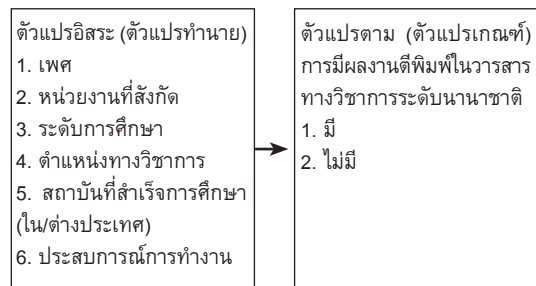 ตัวแปรอิสระ (ตัวแปรทำนาย)
1. เพศ
2. หน่วยงานที่สังกัด
3. ระดับการศึกษา
4. ตำแหน่งทางวิชาการ
5. สถาบันที่สำเร็จการศึกษา
(ใน/ต่างประเทศ)
6. ประสบการณ์การทำงาน
ตัวแปรตาม (ตัวแปรเกณฑ์)
การมีผลงานตีพิมพ์ในวารสาร
ทางวิชาการระดับนานาชาติ
1. มี
2. ไม่มี